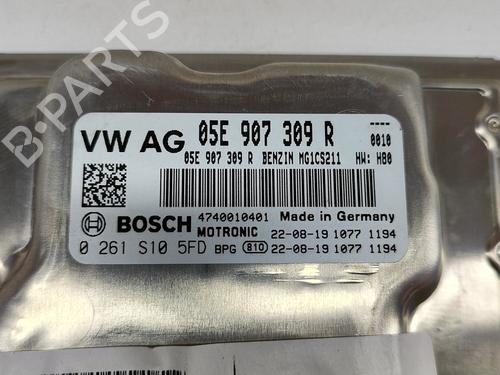 VW AG 05E 907 309 R
0010
05E 907 309 R BENZIN MG1CS211 HW: H80
BOSCH 4740010401 Made in Germany
MOTRONIC 22-08-19 1077 1194
0 261 S10 5FD BPG 810 22-08-19 1077 1194
B-PARTS